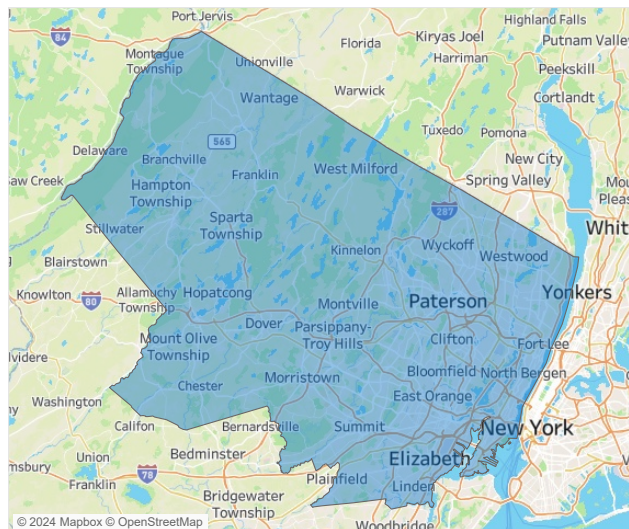 Port Jervis
84
Highland Falls
Montague
Township
Florida
Kiryas Joel
Putnam Valley
Unionville
Harriman
Peekskill
Warwick
Wantage
Cortlandt
Tuxedo
Pomona
565
Delaware
Branchville
New City
Saw Creek
Franklin
West Milford
Spring Valley
Hampton
Township
287
Sparta
Township
Stillwater
Wyckoff
Kinnelon
Westwood
Blairstown
Knowlton
80
Allamuchy
Township
Hopatcong
Yonkers
Montville
Paterson
Dover
Parsippany-
Troy Hills
Mount Olive
Township
Clifton
Fort Lee
Chester
Morristown
Bloomfield
North Bergen
East Orange
Washington
Califon
Bernardsville
Summit
New York
Bedminster
Union
Elizabeth
78
Franklin
Plainfield
Linden
Bridgewater
Township
Woodbridge
© 2024 Mapbox © OpenStreetMap